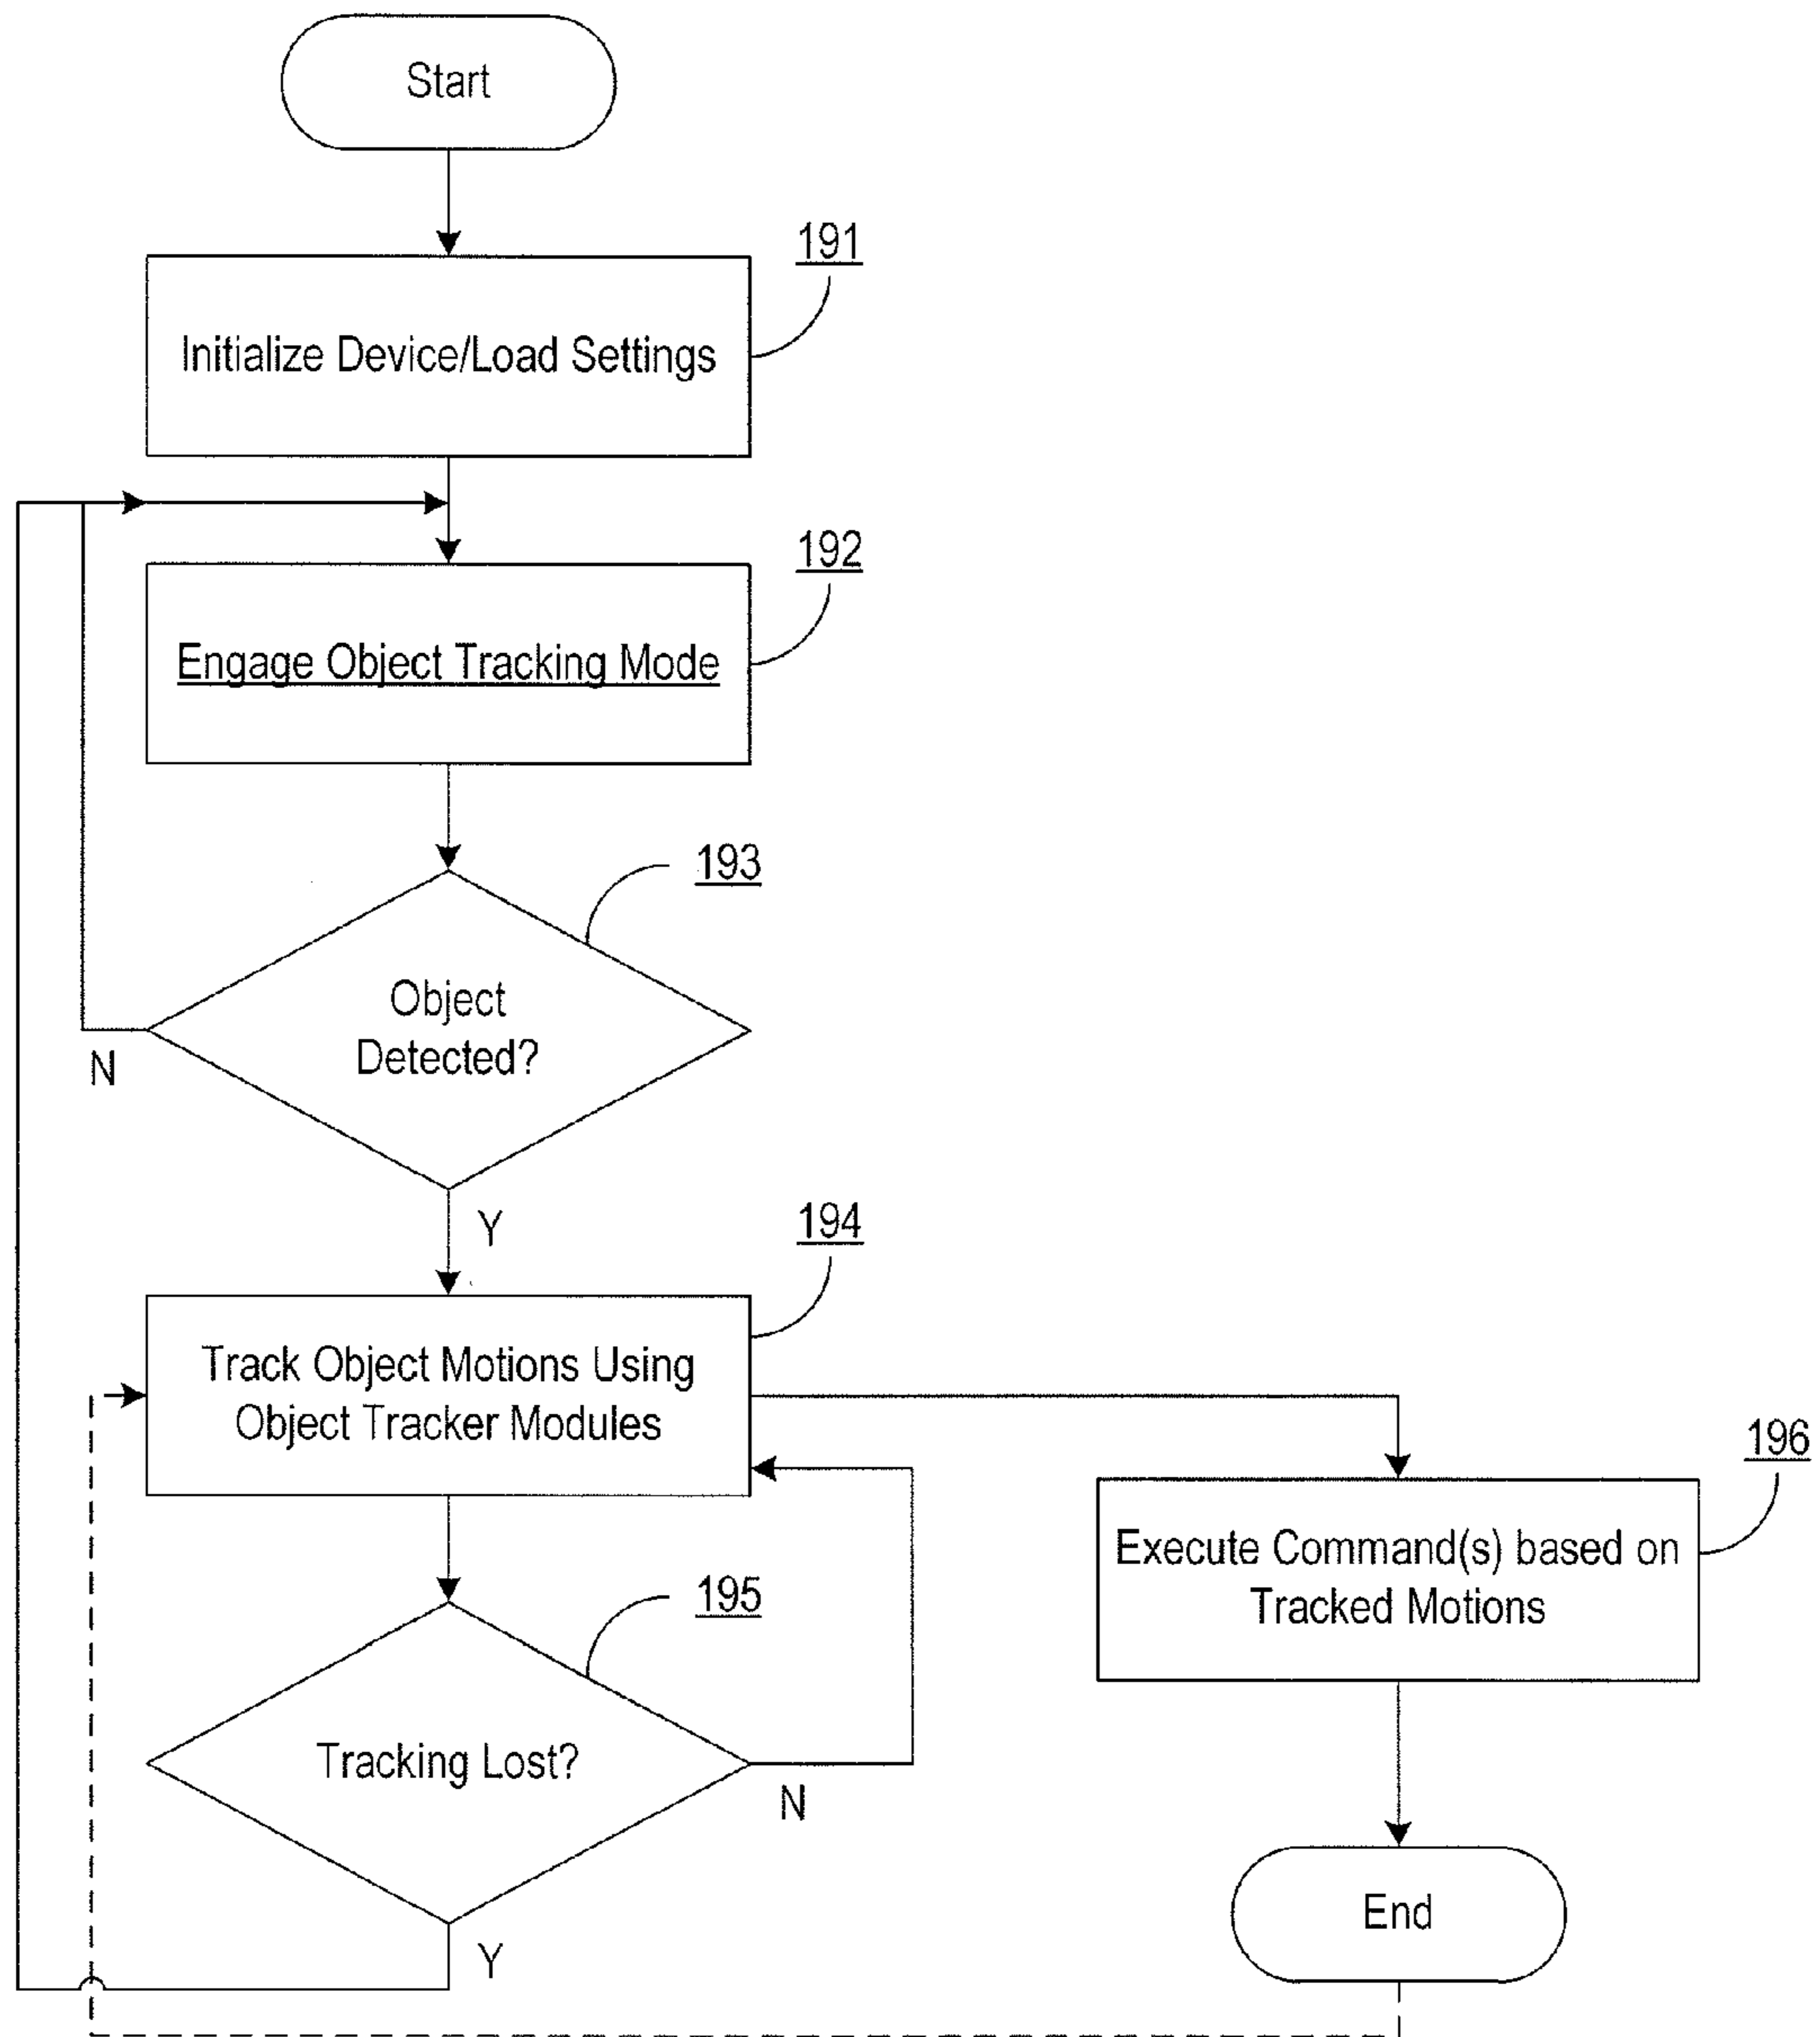 Start
191
Initialize Device/Load Settings
192
Engage Object Tracking Mode
193
Object
Detected?
N
Y
194
Track Object Motions Using
Object Tracker Modules
196
Execute Command(s) based on
Tracked Motions
195
Tracking Lost?
N
End
Y